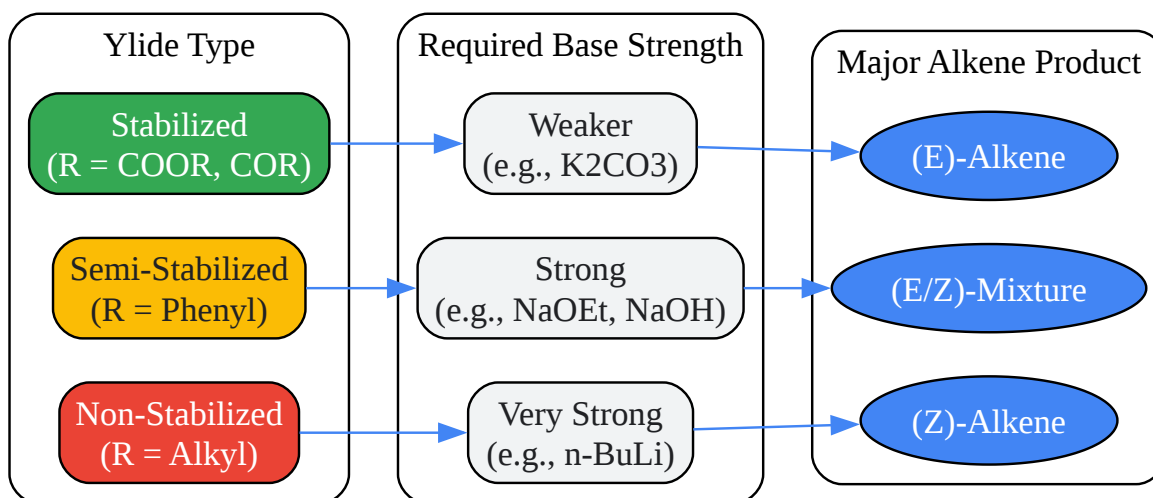 Ylide Type
Stabilized
(R = COOR, COR)
Semi-Stabilized
(R = Phenyl)
Non-Stabilized
(R = Alkyl)
Required Base Strength
Weaker
(e.g., K2CO3)
Strong
(e.g., NaOEt, NaOH)
Very Strong
(e.g., n-BuLi)
Major Alkene Product
(E)-Alkene
(E/Z)-Mixture
(Z)-Alkene